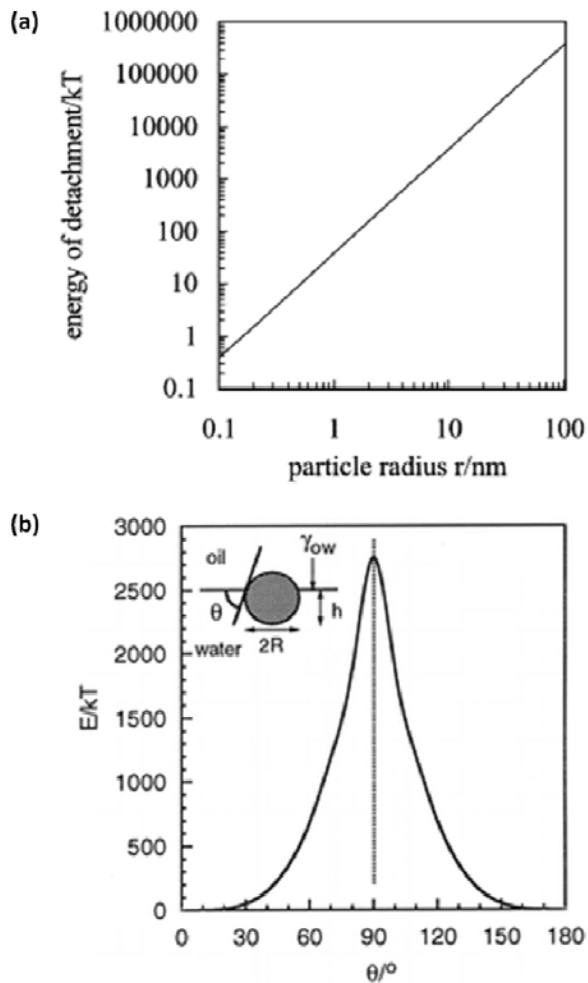 (a)
energy of detachment/kT
1000000
100000
10000
1000
100
10
1
0.1
0.1 1 10 100
particle radius r/nm
(b)
E/kT
3000
2500
2000
1500
1000
500
0
oil
γow
θ
h
water
2R
0 30 60 90 120 150 180
θ/º